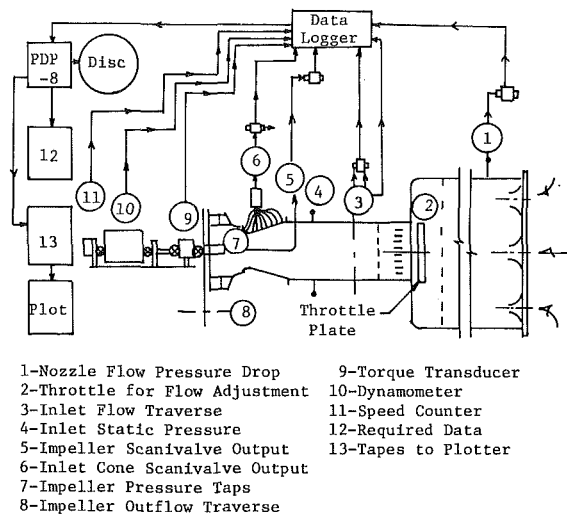 Data
Logger
PDP
-8
Disc
12
11
10
9
6
5
4
3
2
1
13
7
8
Plot
Throttle
Plate
1-Nozzle Flow Pressure Drop
2-Throttle for Flow Adjustment
3-Inlet Flow Traverse
4-Inlet Static Pressure
5-Impeller Scanivalve Output
6-Inlet Cone Scanivalve Output
7-Impeller Pressure Taps
8-Impeller Outflow Traverse
9-Torque Transducer
10-Dynamometer
11-Speed Counter
12-Required Data
13-Tapes to Plotter